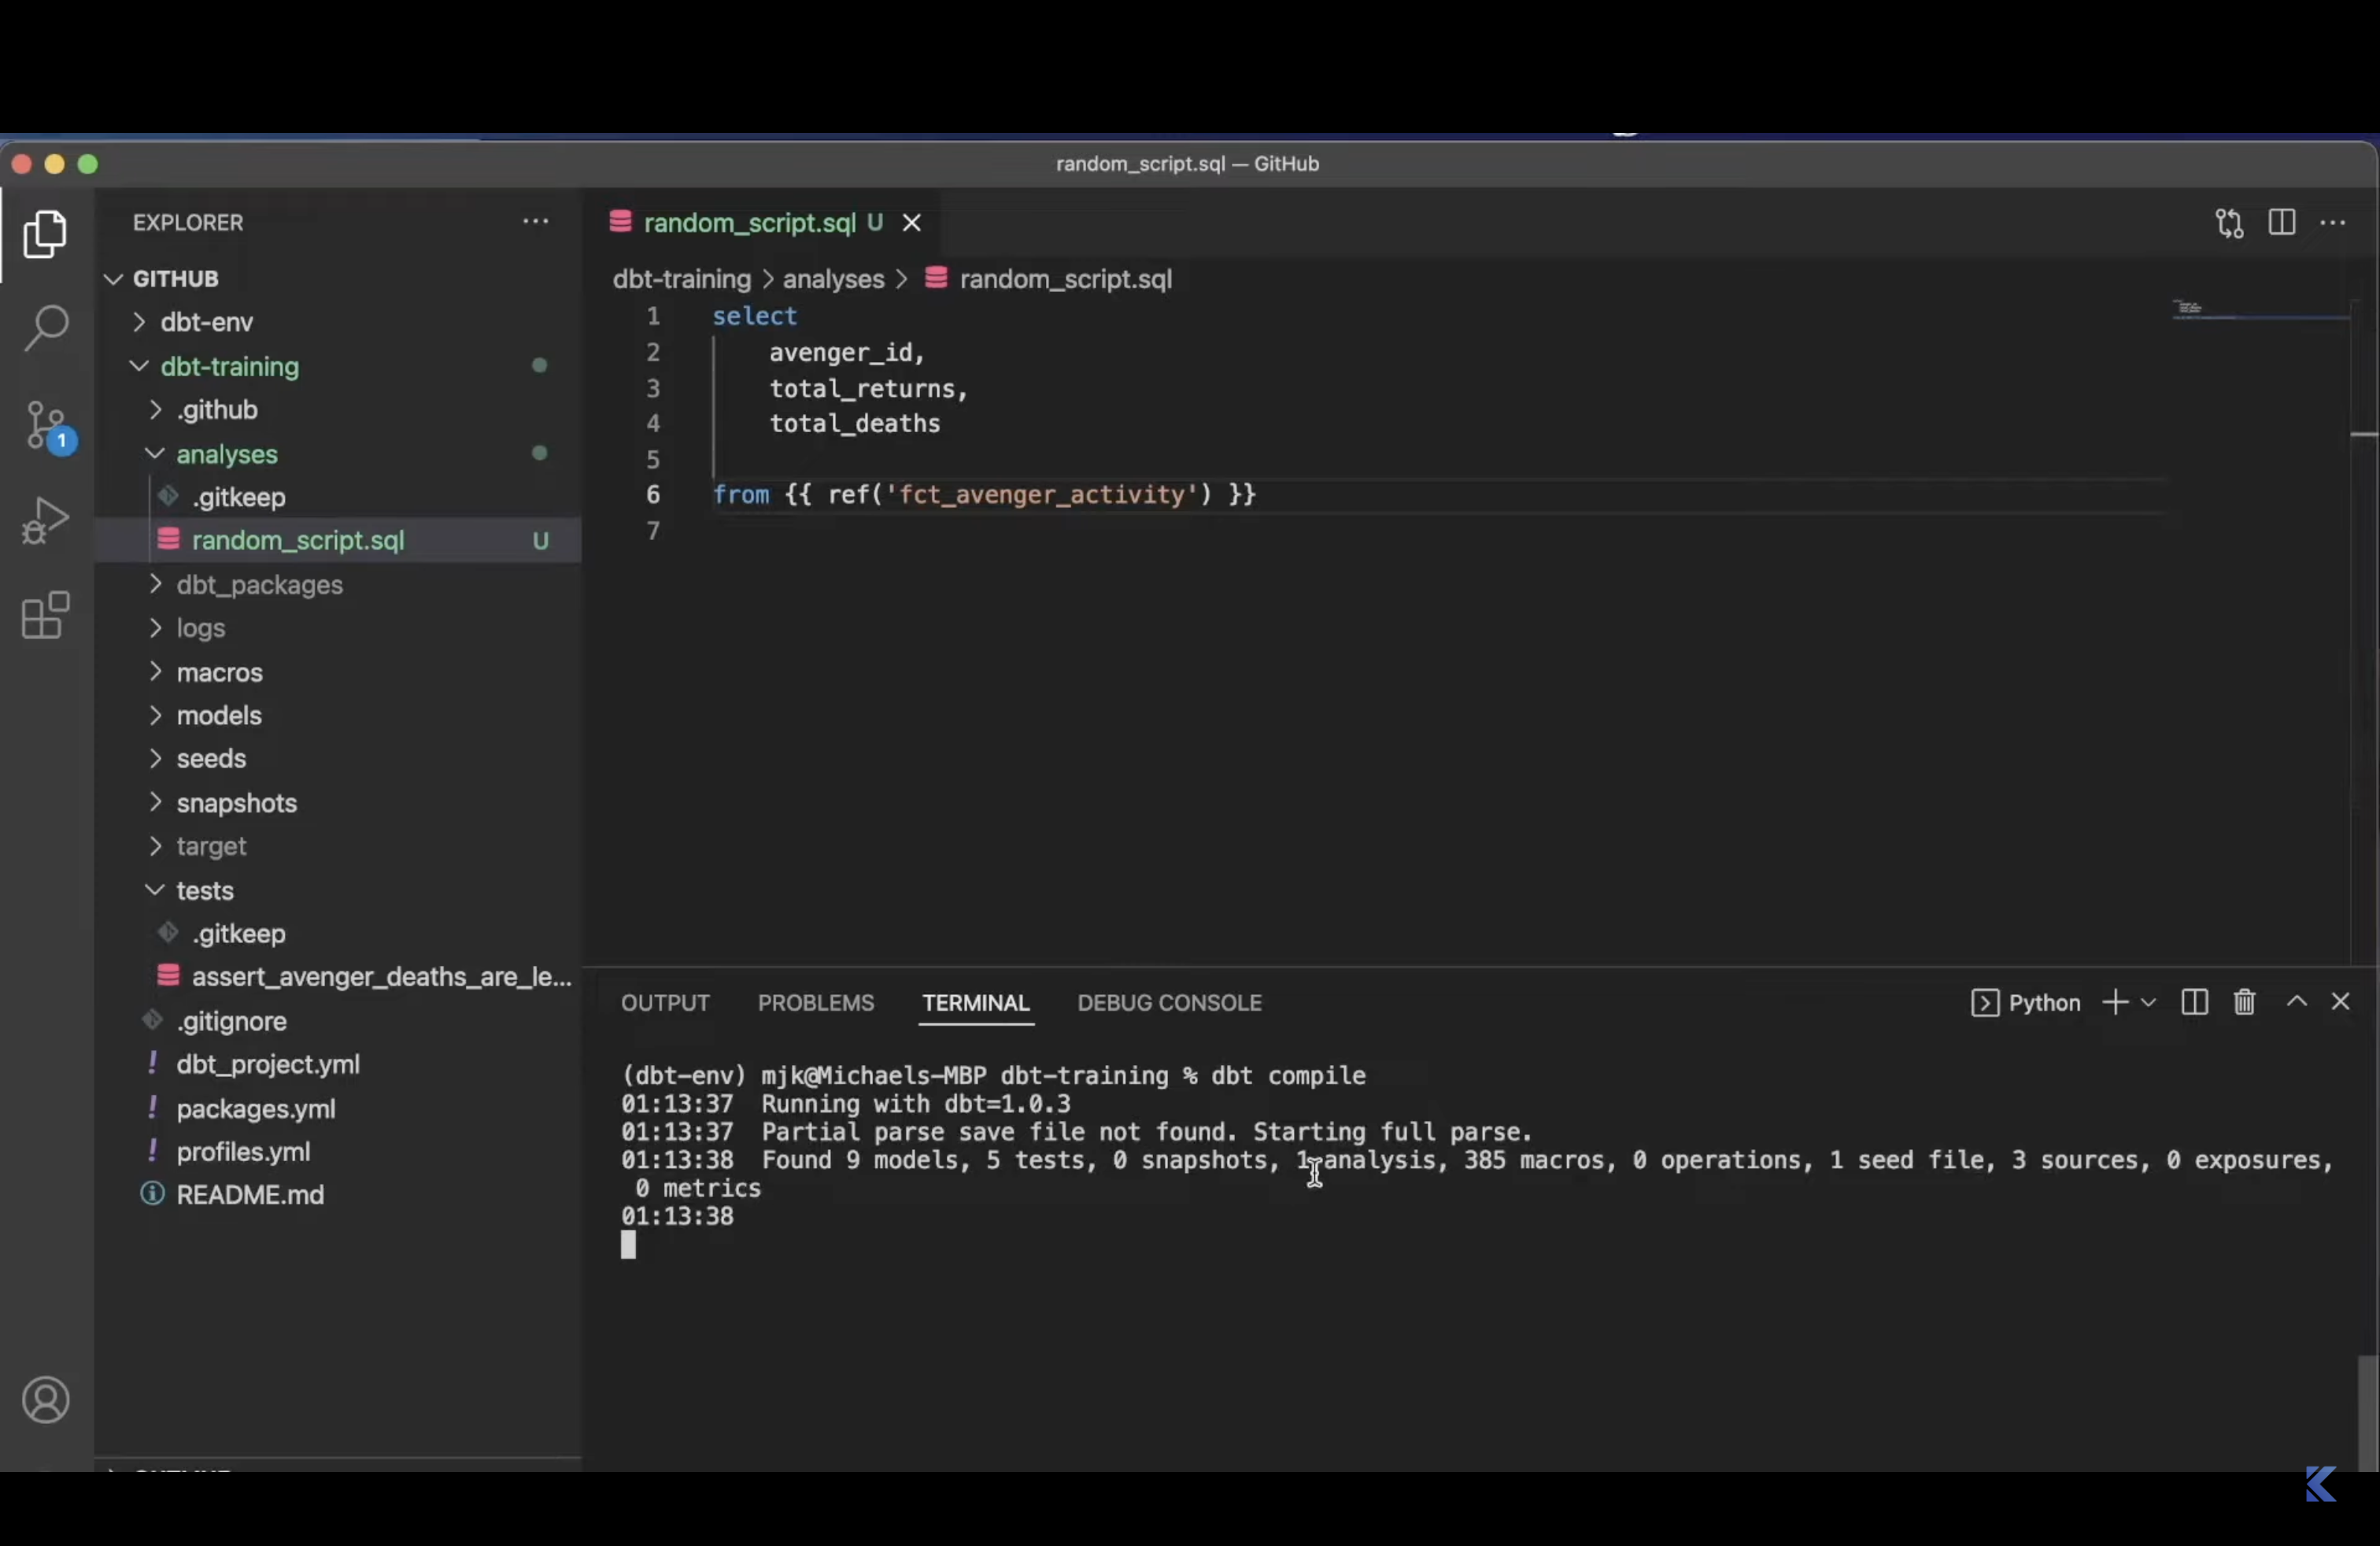 random_script.sql — GitHub
EXPLORER
GITHUB
dbt-env
dbt-training
.github
analyses
.gitkeep
random_script.sql U
dbt_packages
logs
macros
models
seeds
snapshots
target
tests
.gitkeep
assert_avenger_deaths_are_le...
.gitignore
! dbt_project.yml
! packages.yml
! profiles.yml
README.md
1
random_script.sql U
dbt-training > analyses > random_script.sql
1 select
2 avenger_id,
3 total_returns,
4 total_deaths
5
6 from {{ ref('fct_avenger_activity') }}
7
OUTPUT PROBLEMS TERMINAL DEBUG CONSOLE Python
(dbt-env) mjk@Michaels-MBP dbt-training % dbt compile
01:13:37 Running with dbt=1.0.3
01:13:37 Partial parse save file not found. Starting full parse.
01:13:38 Found 9 models, 5 tests, 0 snapshots, 1 analysis, 385 macros, 0 operations, 1 seed file, 3 sources, 0 exposures,
0 metrics
01:13:38